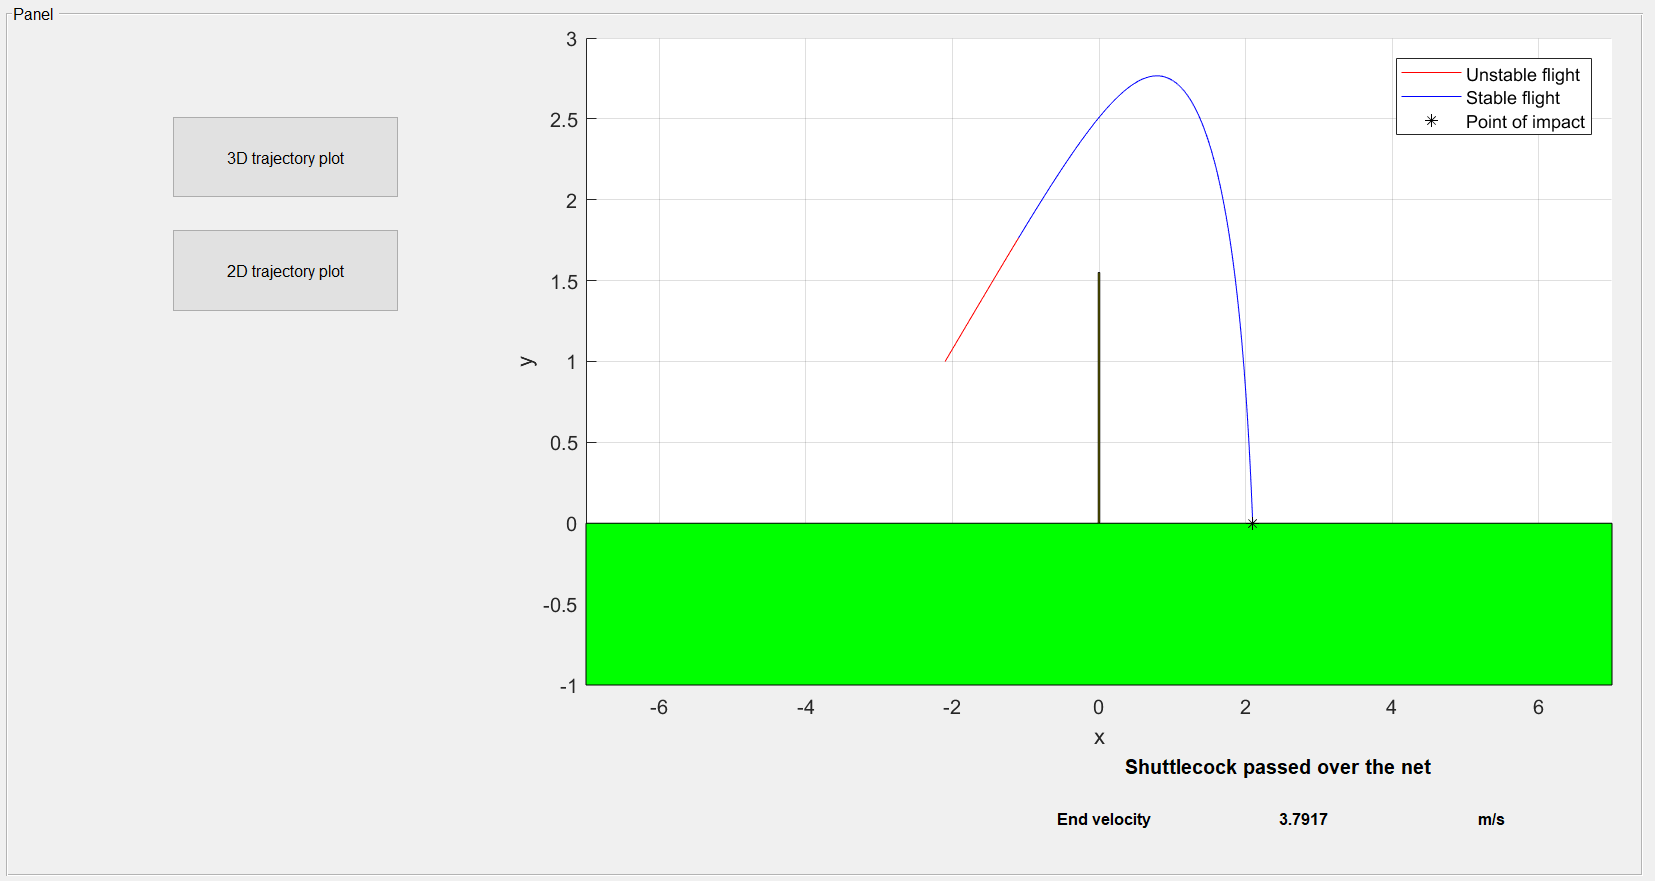 Panel
3D trajectory plot
2D trajectory plot
3
2.5
2
1.5
1
0.5
0
-0.5
-1
y
Unstable flight
Stable flight
Point of impact
-6 -4 -2 0 2 4 6
x
Shuttlecock passed over the net
End velocity 3.7917 m/s